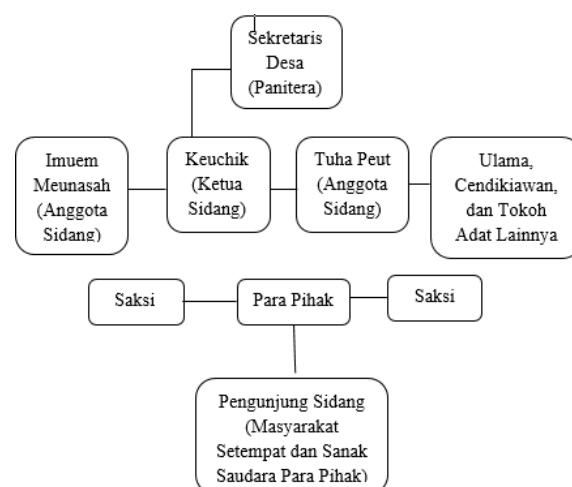 Sekretaris
Desa
(Panitera)
Imuem
Meunasah
(Anggota
Sidang)
Keuchik
(Ketua
Sidang)
Tuha Peut
(Anggota
Sidang)
Ulama,
Cendikiawan,
dan Tokoh
Adat Lainnya
Saksi
Para Pihak
Saksi
Pengunjung Sidang
(Masyarakat
Setempat dan Sanak
Saudara Para Pihak)